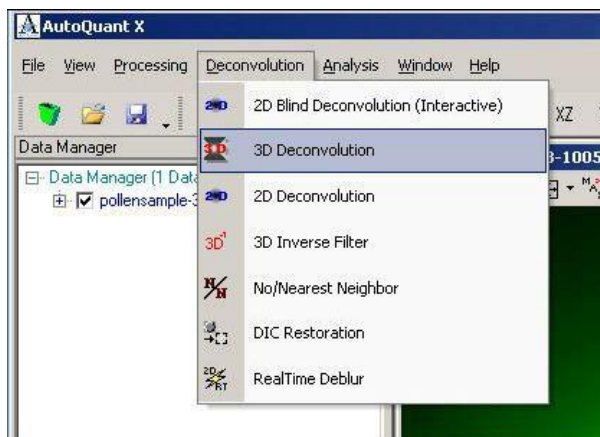 AutoQuant X
File View Processing Deconvolution Analysis Window Help
2D Blind Deconvolution (Interactive)
XZ
3D Deconvolution
Data Manager
3-1005
Data Manager (1 Data
2D Deconvolution
pollensample-3
3D Inverse Filter
No/Nearest Neighbor
DIC Restoration
RealTime Deblur